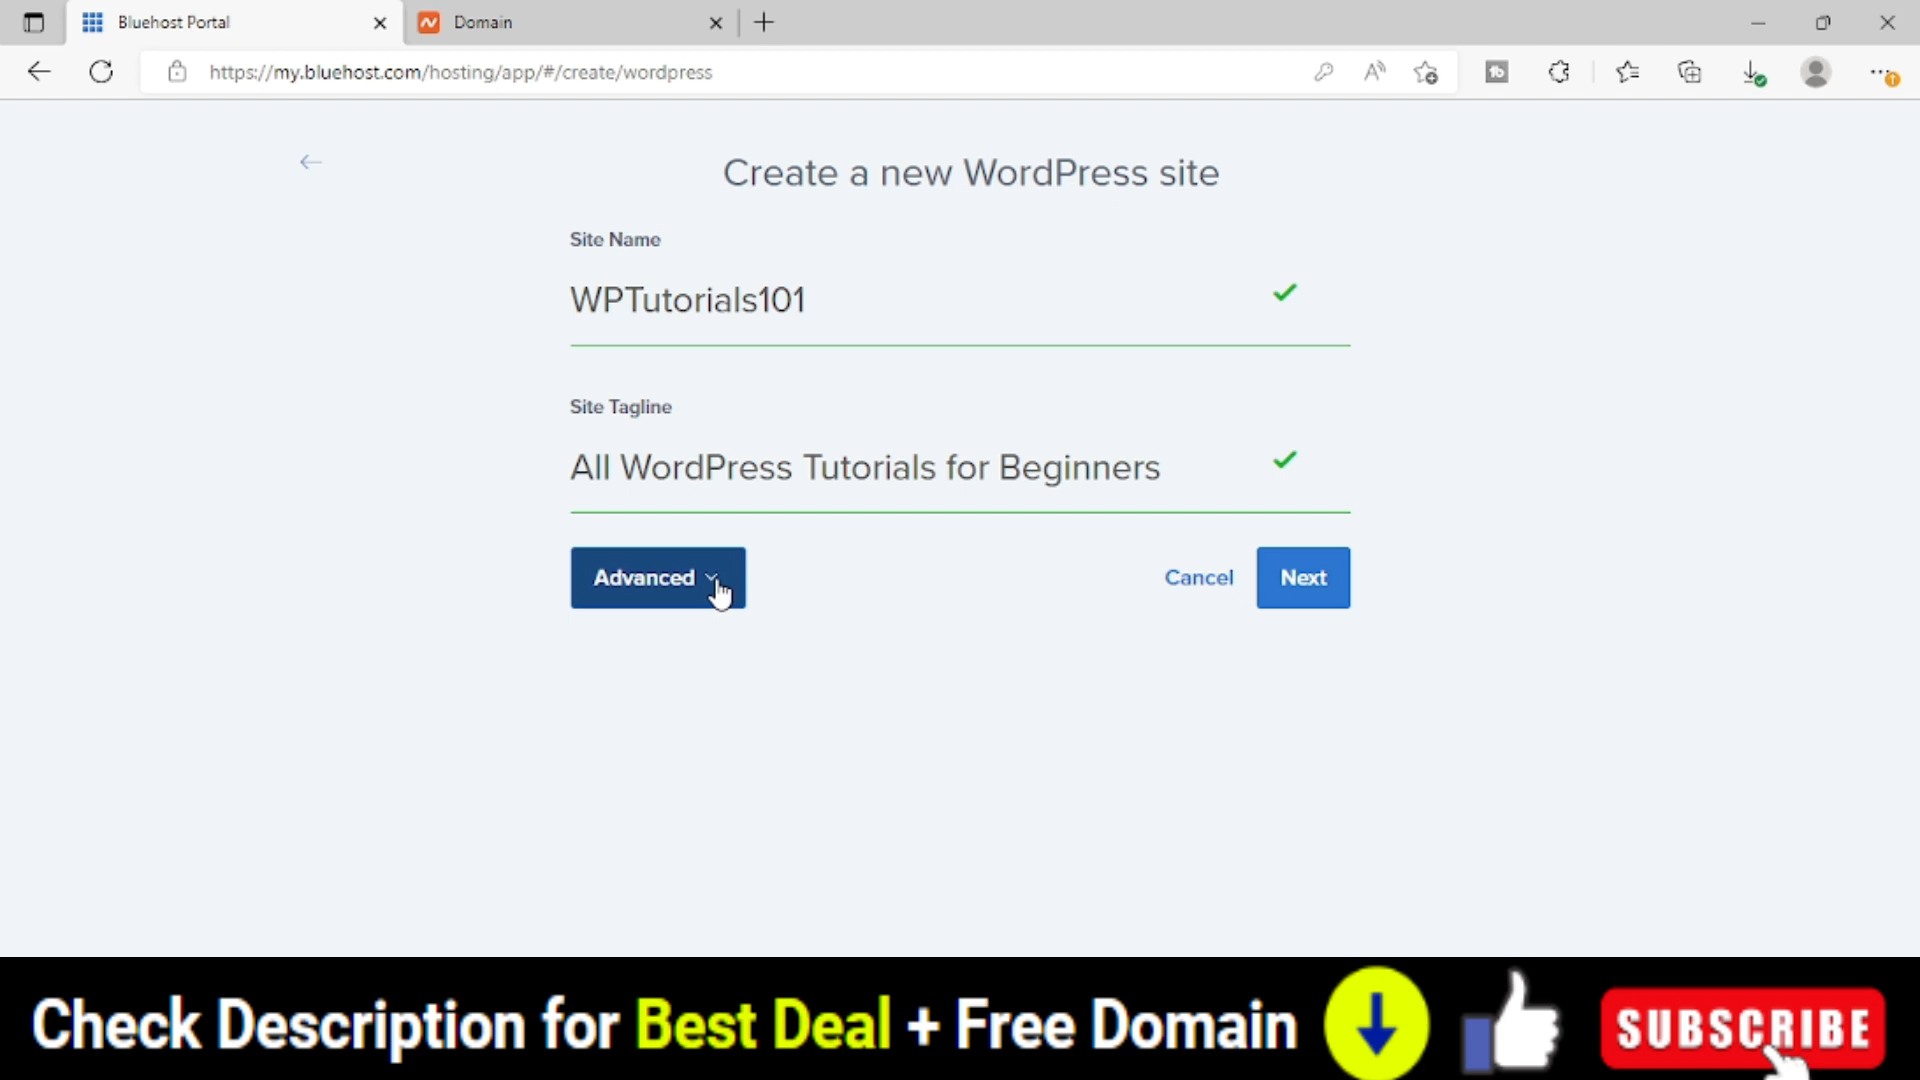 Bluehost Portal
Domain
https://my.bluehost.com/hosting/app/#/create/wordpress
Create a new WordPress site
Site Name
WPTutorials101
Site Tagline
All WordPress Tutorials for Beginners
Advanced
Cancel
Next
Check Description for Best Deal + Free Domain
SUBSCRIBE